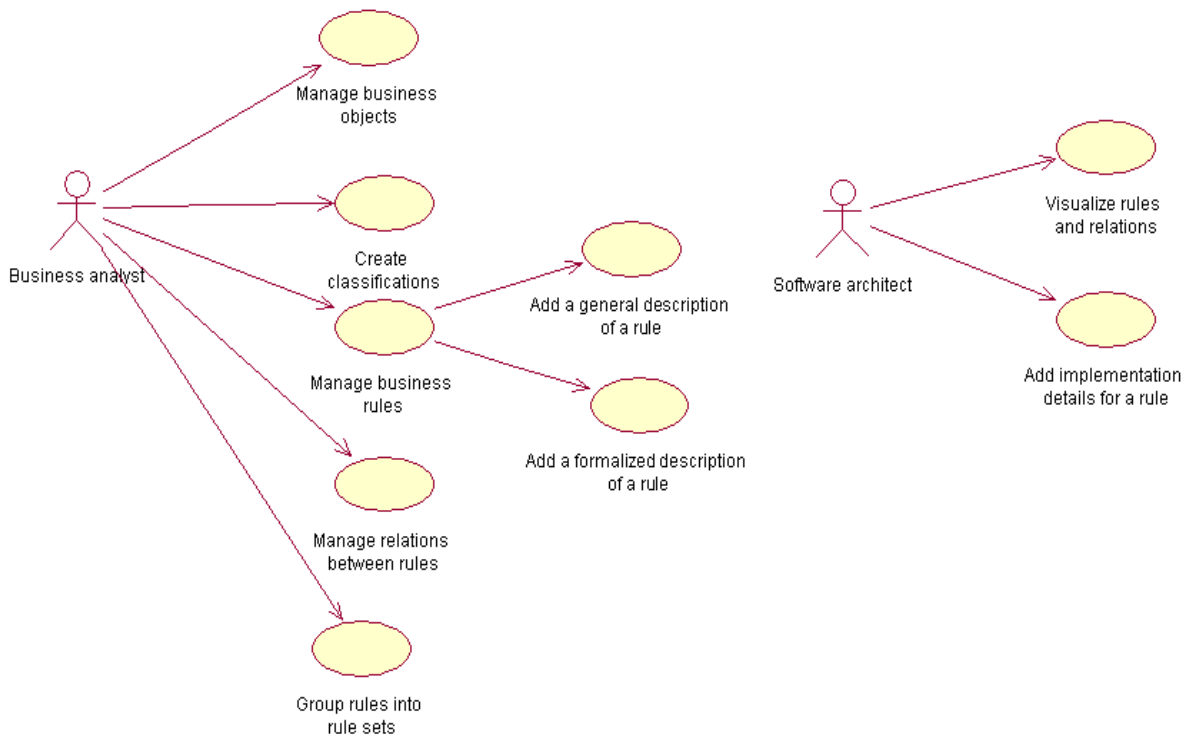 Manage business
objects
Business analyst
Create
classifications
Manage business
rules
Add a general description
of a rule
Add a formalized description
of a rule
Manage relations
between rules
Group rules into
rule sets
Software architect
Visualize rules
and relations
Add implementation
details for a rule